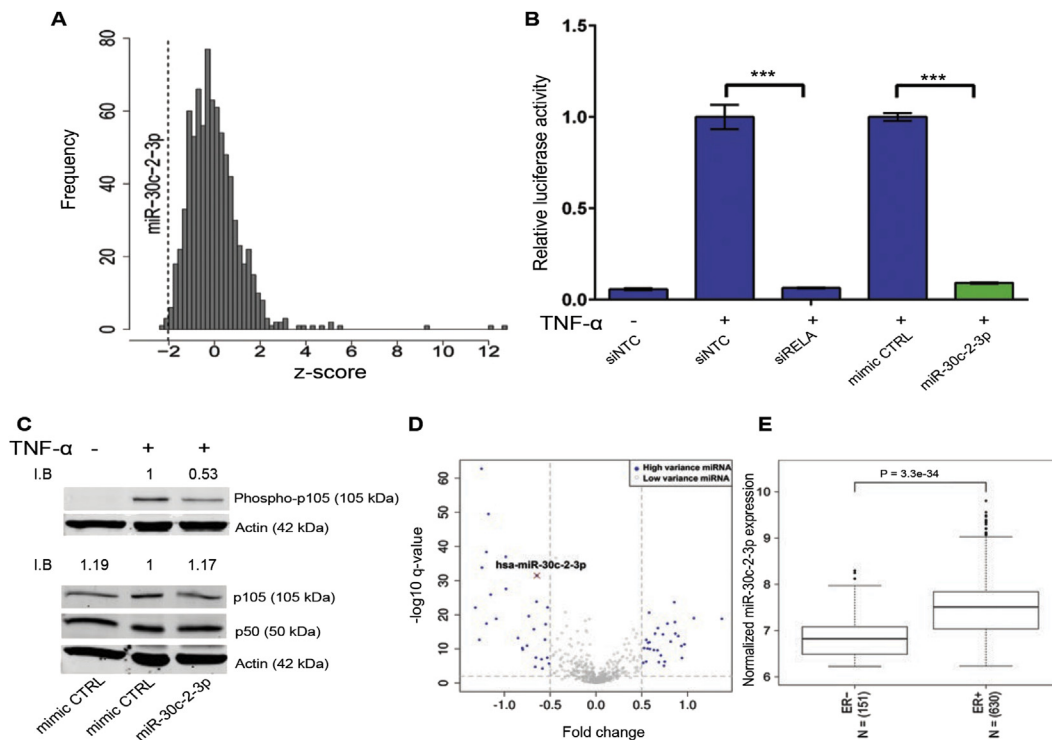 A
80
60
40
20
0
Frequency
miR-30c-2-3p
-2 0 2 4 6 8 10 12
z-score
B
1.5
1.0
0.5
0.0
Relative luciferase activity
*** ***
TNF-α - + + + +
siNTC siNTC siRELA mimic CTRL miR-30c-2-3p
C
TNF-α - + +
I.B 1 0.53
Phospho-p105 (105 kDa)
Actin (42 kDa)
I.B 1.19 1 1.17
p105 (105 kDa)
p50 (50 kDa)
Actin (42 kDa)
mimic CTRL mimic CTRL miR-30c-2-3p
D
High variance miRNA
Low variance miRNA
60
50
40
30
20
10
0
-log10 q-value
hsa-miR-30c-2-3p
-1.0 -0.5 0.0 0.5 1.0
Fold change
E
P = 3.3e-34
10
9
8
7
6
Normalized miR-30c-2-3p expression
ER-
N = (151)
ER+
N = (630)